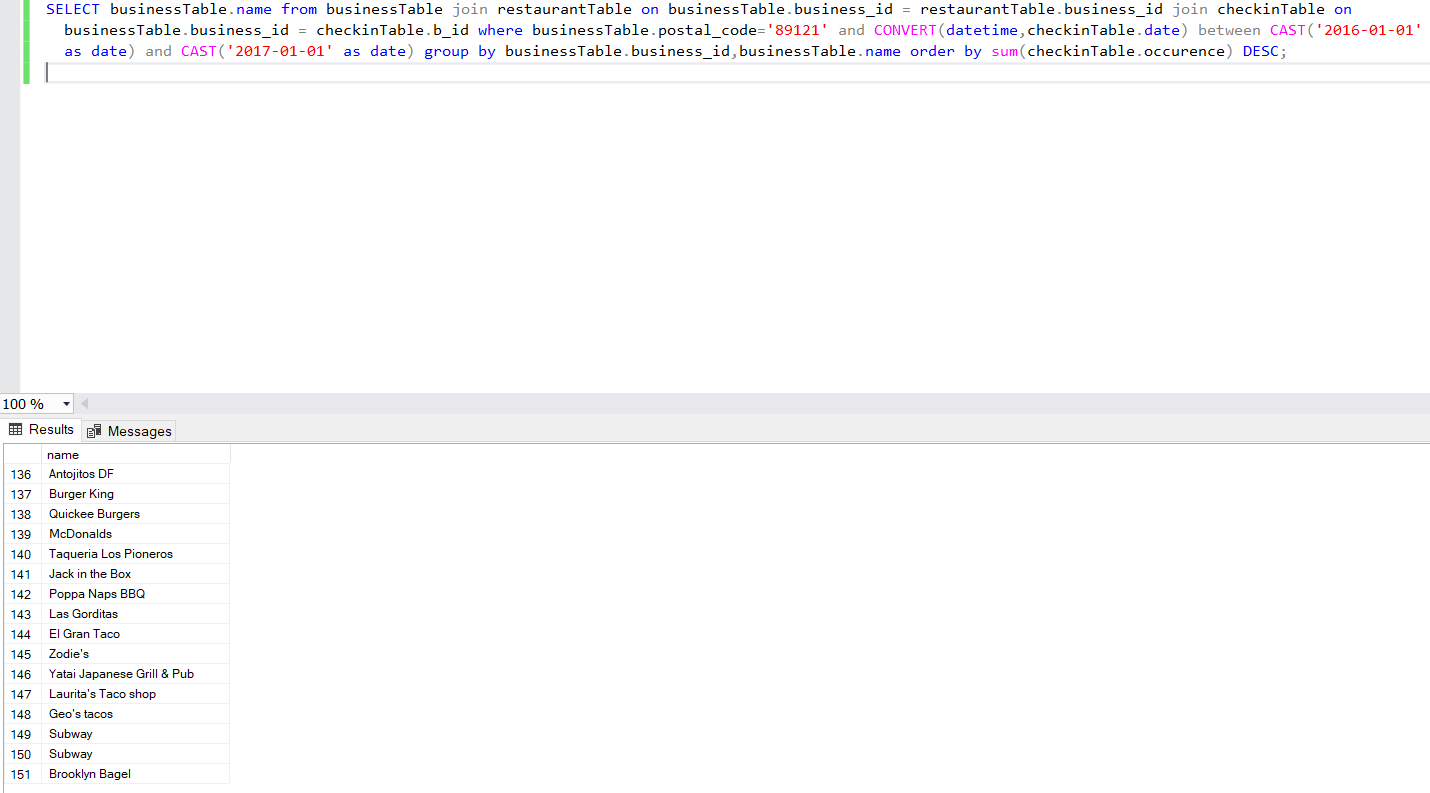 SELECT businessTable.name from businessTable join restaurantTable on businessTable.business_id = restaurantTable.business_id join checkinTable on
businessTable.business_id = checkinTable.b_id where businessTable.postal_code='89121' and CONVERT(datetime,checkinTable.date) between CAST('2016-01-01'
as date) and CAST('2017-01-01' as date) group by businessTable.business_id,businessTable.name order by sum(checkinTable.occurence) DESC;
100 %
Results Messages
name
136 Antojitos DF
137 Burger King
138 Quickee Burgers
139 McDonalds
140 Taqueria Los Pioneros
141 Jack in the Box
142 Poppa Naps BBQ
143 Las Gorditas
144 El Gran Taco
145 Zodie's
146 Yatai Japanese Grill & Pub
147 Laurita's Taco shop
148 Geo's tacos
149 Subway
150 Subway
151 Brooklyn Bagel